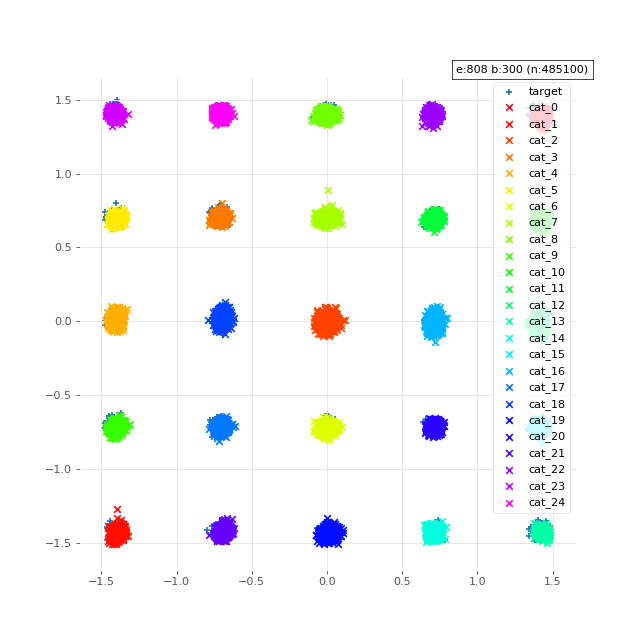 e:808 b:300 (n:485100)
target
cat_0
cat_1
cat_2
cat_3
cat_4
cat_5
cat_6
cat_7
cat_8
cat_9
cat_10
cat_11
cat_12
cat_13
cat_14
cat_15
cat_16
cat_17
cat_18
cat_19
cat_20
cat_21
cat_22
cat_23
cat_24
1.5
1.0
0.5
0.0
−0.5
−1.0
−1.5
−1.5 −1.0 −0.5 0.0 0.5 1.0 1.5